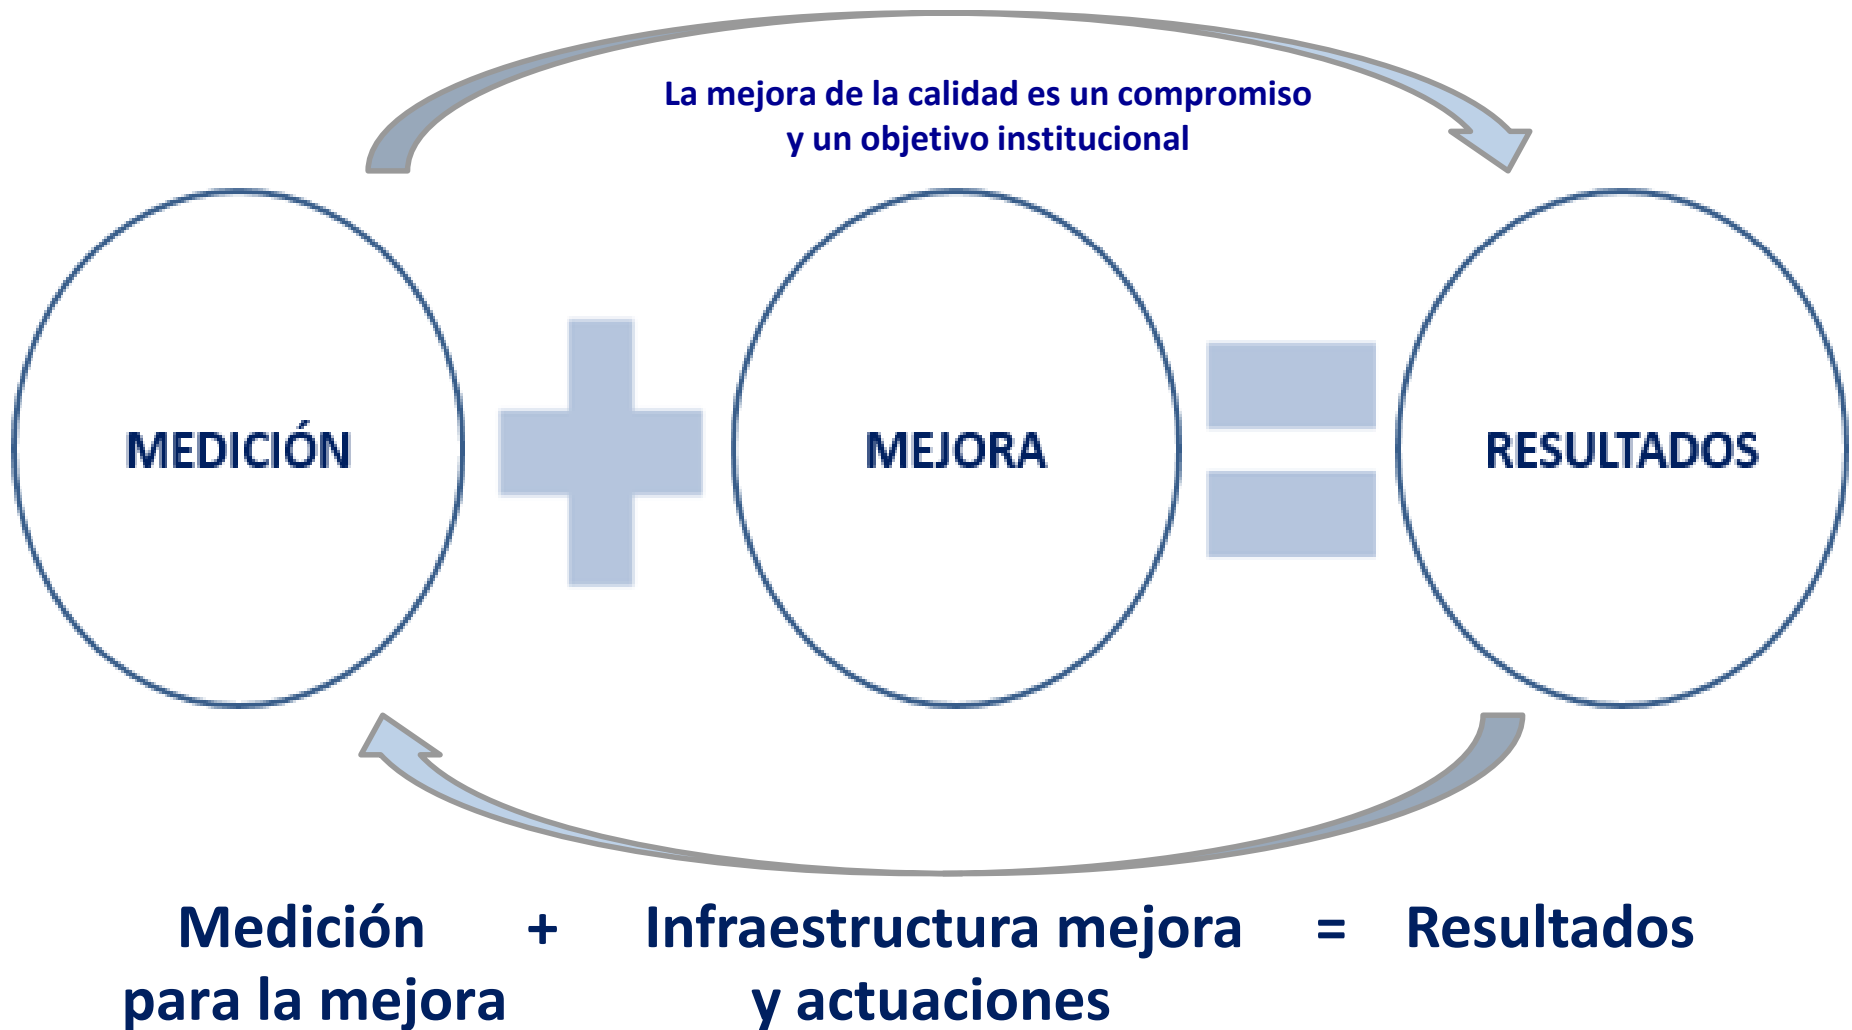 La mejora de la calidad es un compromiso
y un objetivo institucional
MEDICIÓN
MEJORA
RESULTADOS
Medición + Infraestructura mejora = Resultados
para la mejora y actuaciones